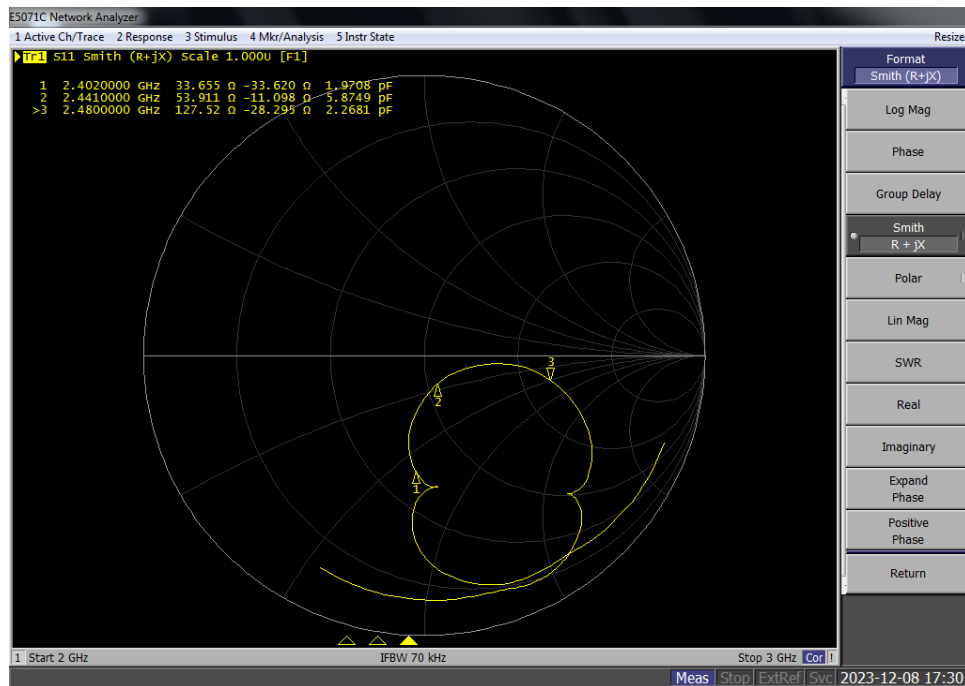 E5071C Network Analyzer
1 Active Ch/Trace 2 Response 3 Stimulus 4 Mkr/Analysis 5 Instr State Resize
Tr1 S11 Smith (R+jX) Scale 1.000U [F1]
1 2.4020000 GHz 33.655 Ω -33.620 Ω 1.9708 pF
2 2.4410000 GHz 53.911 Ω -11.098 Ω 5.8749 pF
>3 2.4800000 GHz 127.52 Ω -28.295 Ω 2.2681 pF
3
2
1
Format
Smith (R+jX)
Log Mag
Phase
Group Delay
Smith
R + jX
Polar
Lin Mag
SWR
Real
Imaginary
Expand
Phase
Positive
Phase
Return
1 Start 2 GHz IFBW 70 kHz Stop 3 GHz Cor !
Meas Stop ExtRef Svc 2023-12-08 17:30